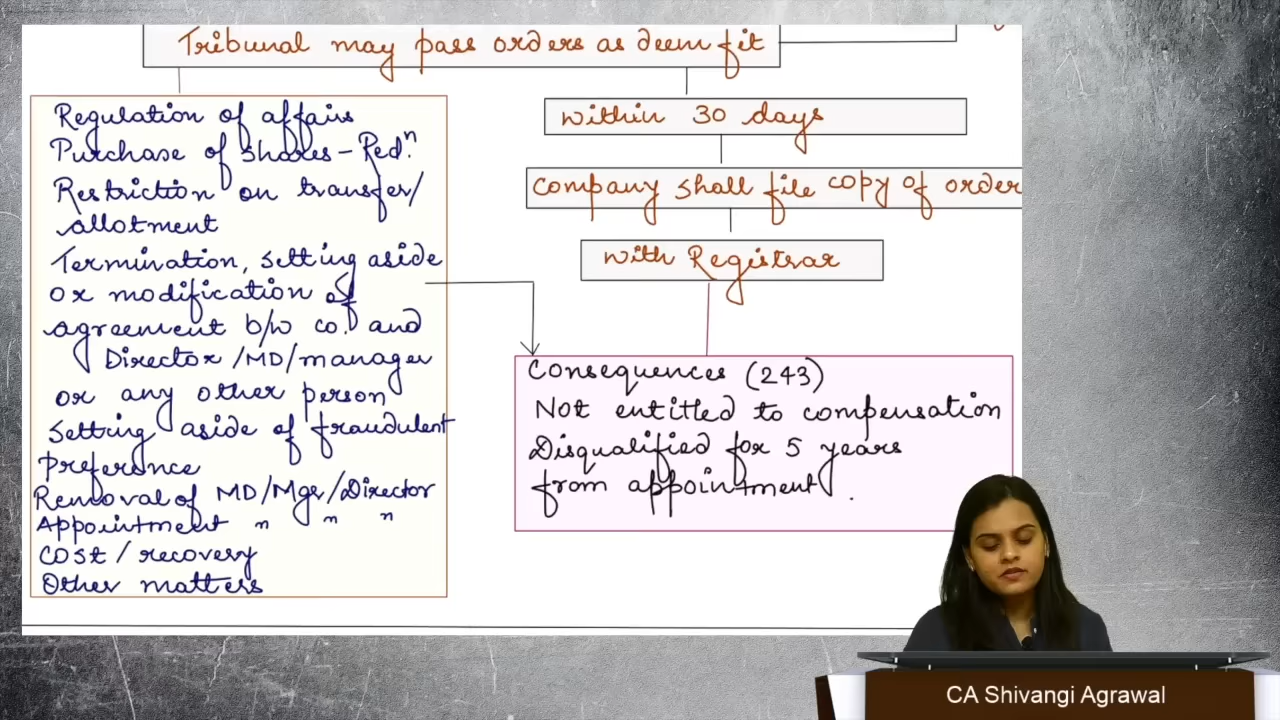 Tribunal may pass orders as deem fit
Regulation of affairs
Purchase of shares - Redⁿ.
Restriction on transfer/
allotment
Termination, setting aside
or modification of
agreement b/w co. and
Director /MD/manager
or any other person
Setting aside of fraudulent
preference
Removal of MD/Mgr/Director
Appointment " " "
Cost / recovery
Other matters
within 30 days
Company shall file copy of order
with Registrar
Consequences (243)
Not entitled to compensation
Disqualified for 5 years
from appointment.
CA Shivangi Agrawal